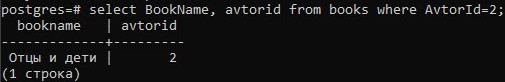 postgres=# select BookName, avtorid from books where AvtorId=2;
bookname | avtorid
-------------+---------
Отцы и дети | 2
(1 строка)